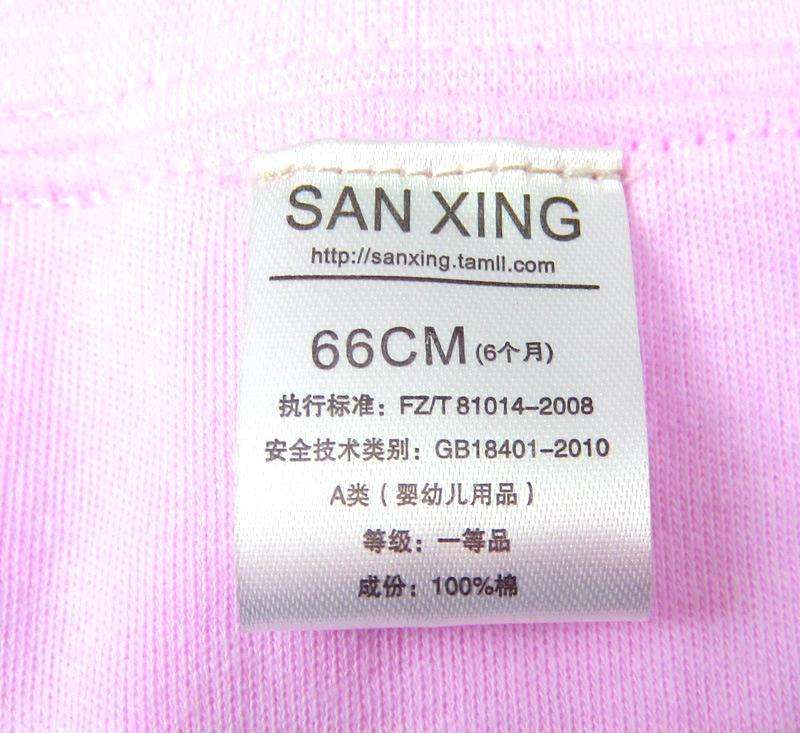 SAN XING
http://sanxing.tamll.com
66CM(6个月)
执行标准：FZ/T 81014-2008
安全技术类别：GB18401-2010
A类（婴幼儿用品）
等级：一等品
成份：100%棉